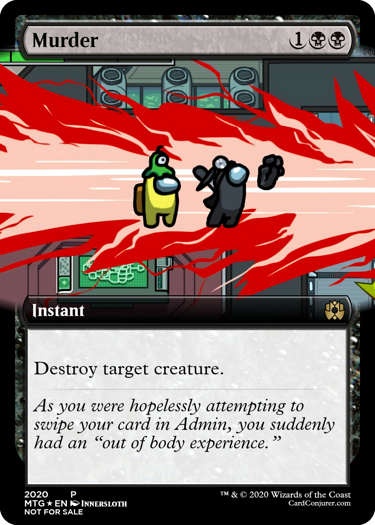 Murder 1
Instant
Destroy target creature.
As you were hopelessly attempting to
swipe your card in Admin, you suddenly
had an “out of body experience.”
2020 P
MTG ★ EN INNERSLOTH
NOT FOR SALE
™ & © 2020 Wizards of the Coast
CardConjurer.com